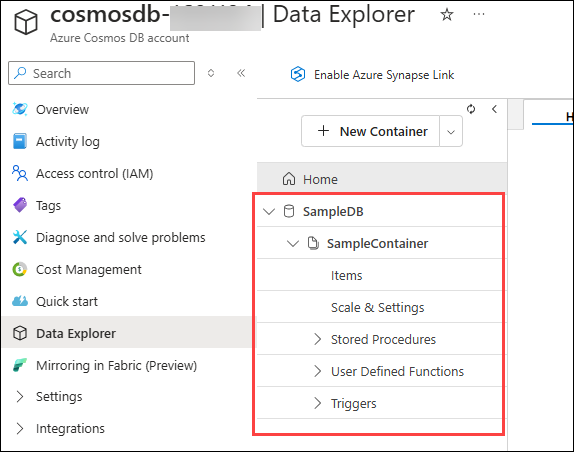 cosmosdb- | Data Explorer
Azure Cosmos DB account
Search
Overview
Activity log
Access control (IAM)
Tags
Diagnose and solve problems
Cost Management
Quick start
Data Explorer
Mirroring in Fabric (Preview)
Settings
Integrations
Enable Azure Synapse Link
New Container
Home
SampleDB
SampleContainer
Items
Scale & Settings
Stored Procedures
User Defined Functions
Triggers
H